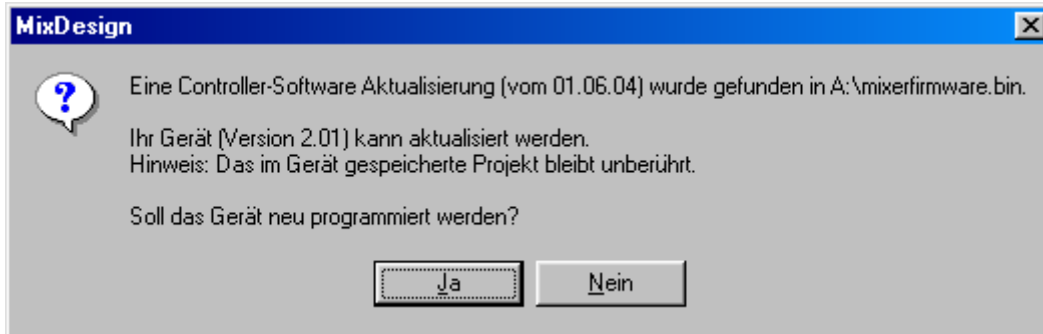 MixDesign
Eine Controller-Software Aktualisierung (vom 01.06.04) wurde gefunden in A:\mixerfirmware.bin.
Ihr Gerät (Version 2.01) kann aktualisiert werden.
Hinweis: Das im Gerät gespeicherte Projekt bleibt unberührt.
Soll das Gerät neu programmiert werden?
Ja
Nein